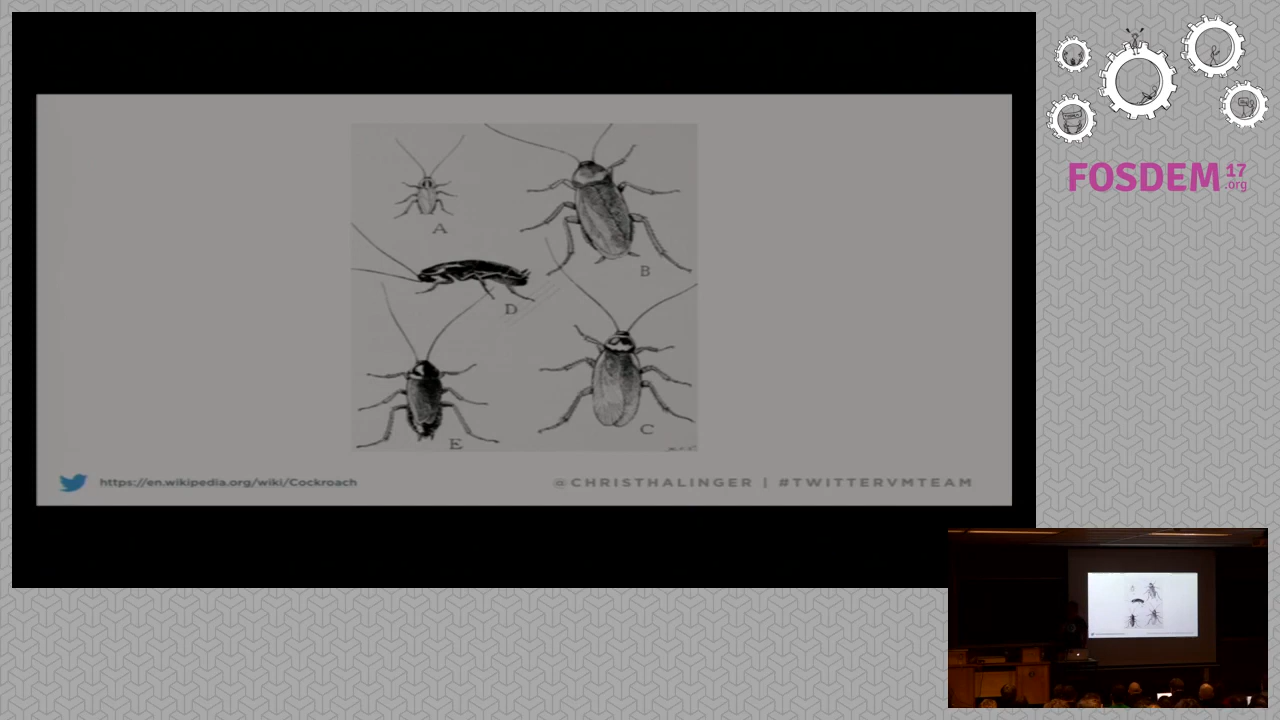 A
B
D
E
C
https://en.wikipedia.org/wiki/Cockroach
@CHRISTHALINGER | #TWITTERVMTEAM
FOSDEM 17
.org